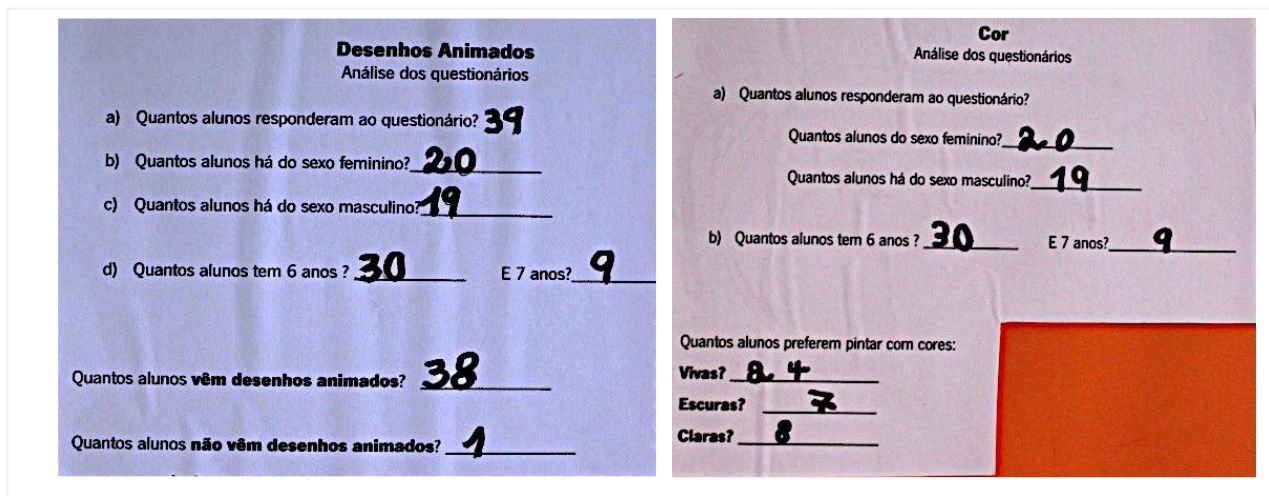 Desenhos Animados
Análise dos questionários
a) Quantos alunos responderam ao questionário? 39
b) Quantos alunos há do sexo feminino? 20
c) Quantos alunos há do sexo masculino? 19
d) Quantos alunos tem 6 anos ? 30 E 7 anos? 9
Quantos alunos vêm desenhos animados? 38
Quantos alunos não vêm desenhos animados? 1
Cor
Análise dos questionários
a) Quantos alunos responderam ao questionário?
Quantos alunos do sexo feminino? 20
Quantos alunos há do sexo masculino? 19
b) Quantos alunos tem 6 anos ? 30 E 7 anos? 9
Quantos alunos preferem pintar com cores:
Vivas? 24
Escuras? 7
Claras? 8